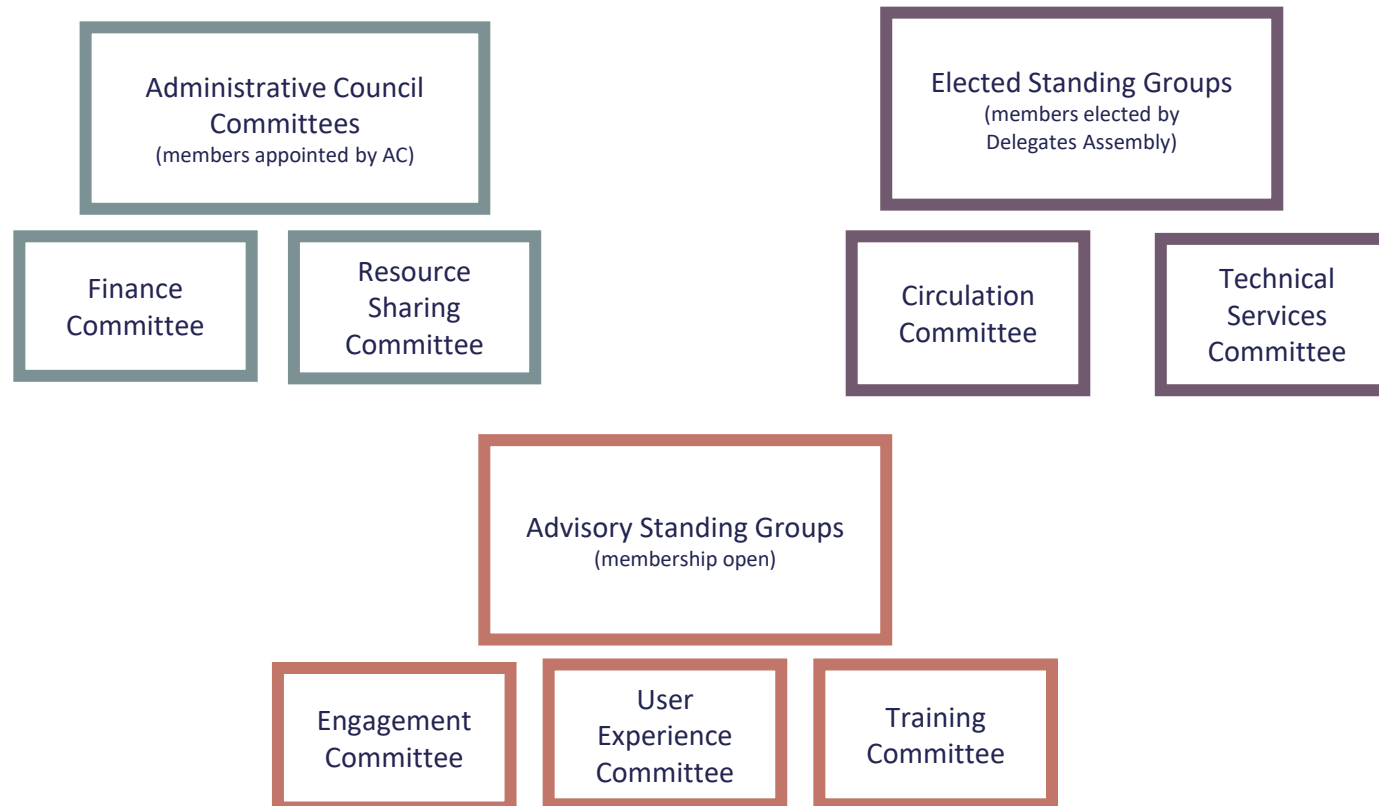 Administrative Council
Committees
(members appointed by AC)
Elected Standing Groups
(members elected by
Delegates Assembly)
Finance
Committee
Resource
Sharing
Committee
Circulation
Committee
Technical
Services
Committee
Advisory Standing Groups
(membership open)
Engagement
Committee
User
Experience
Committee
Training
Committee